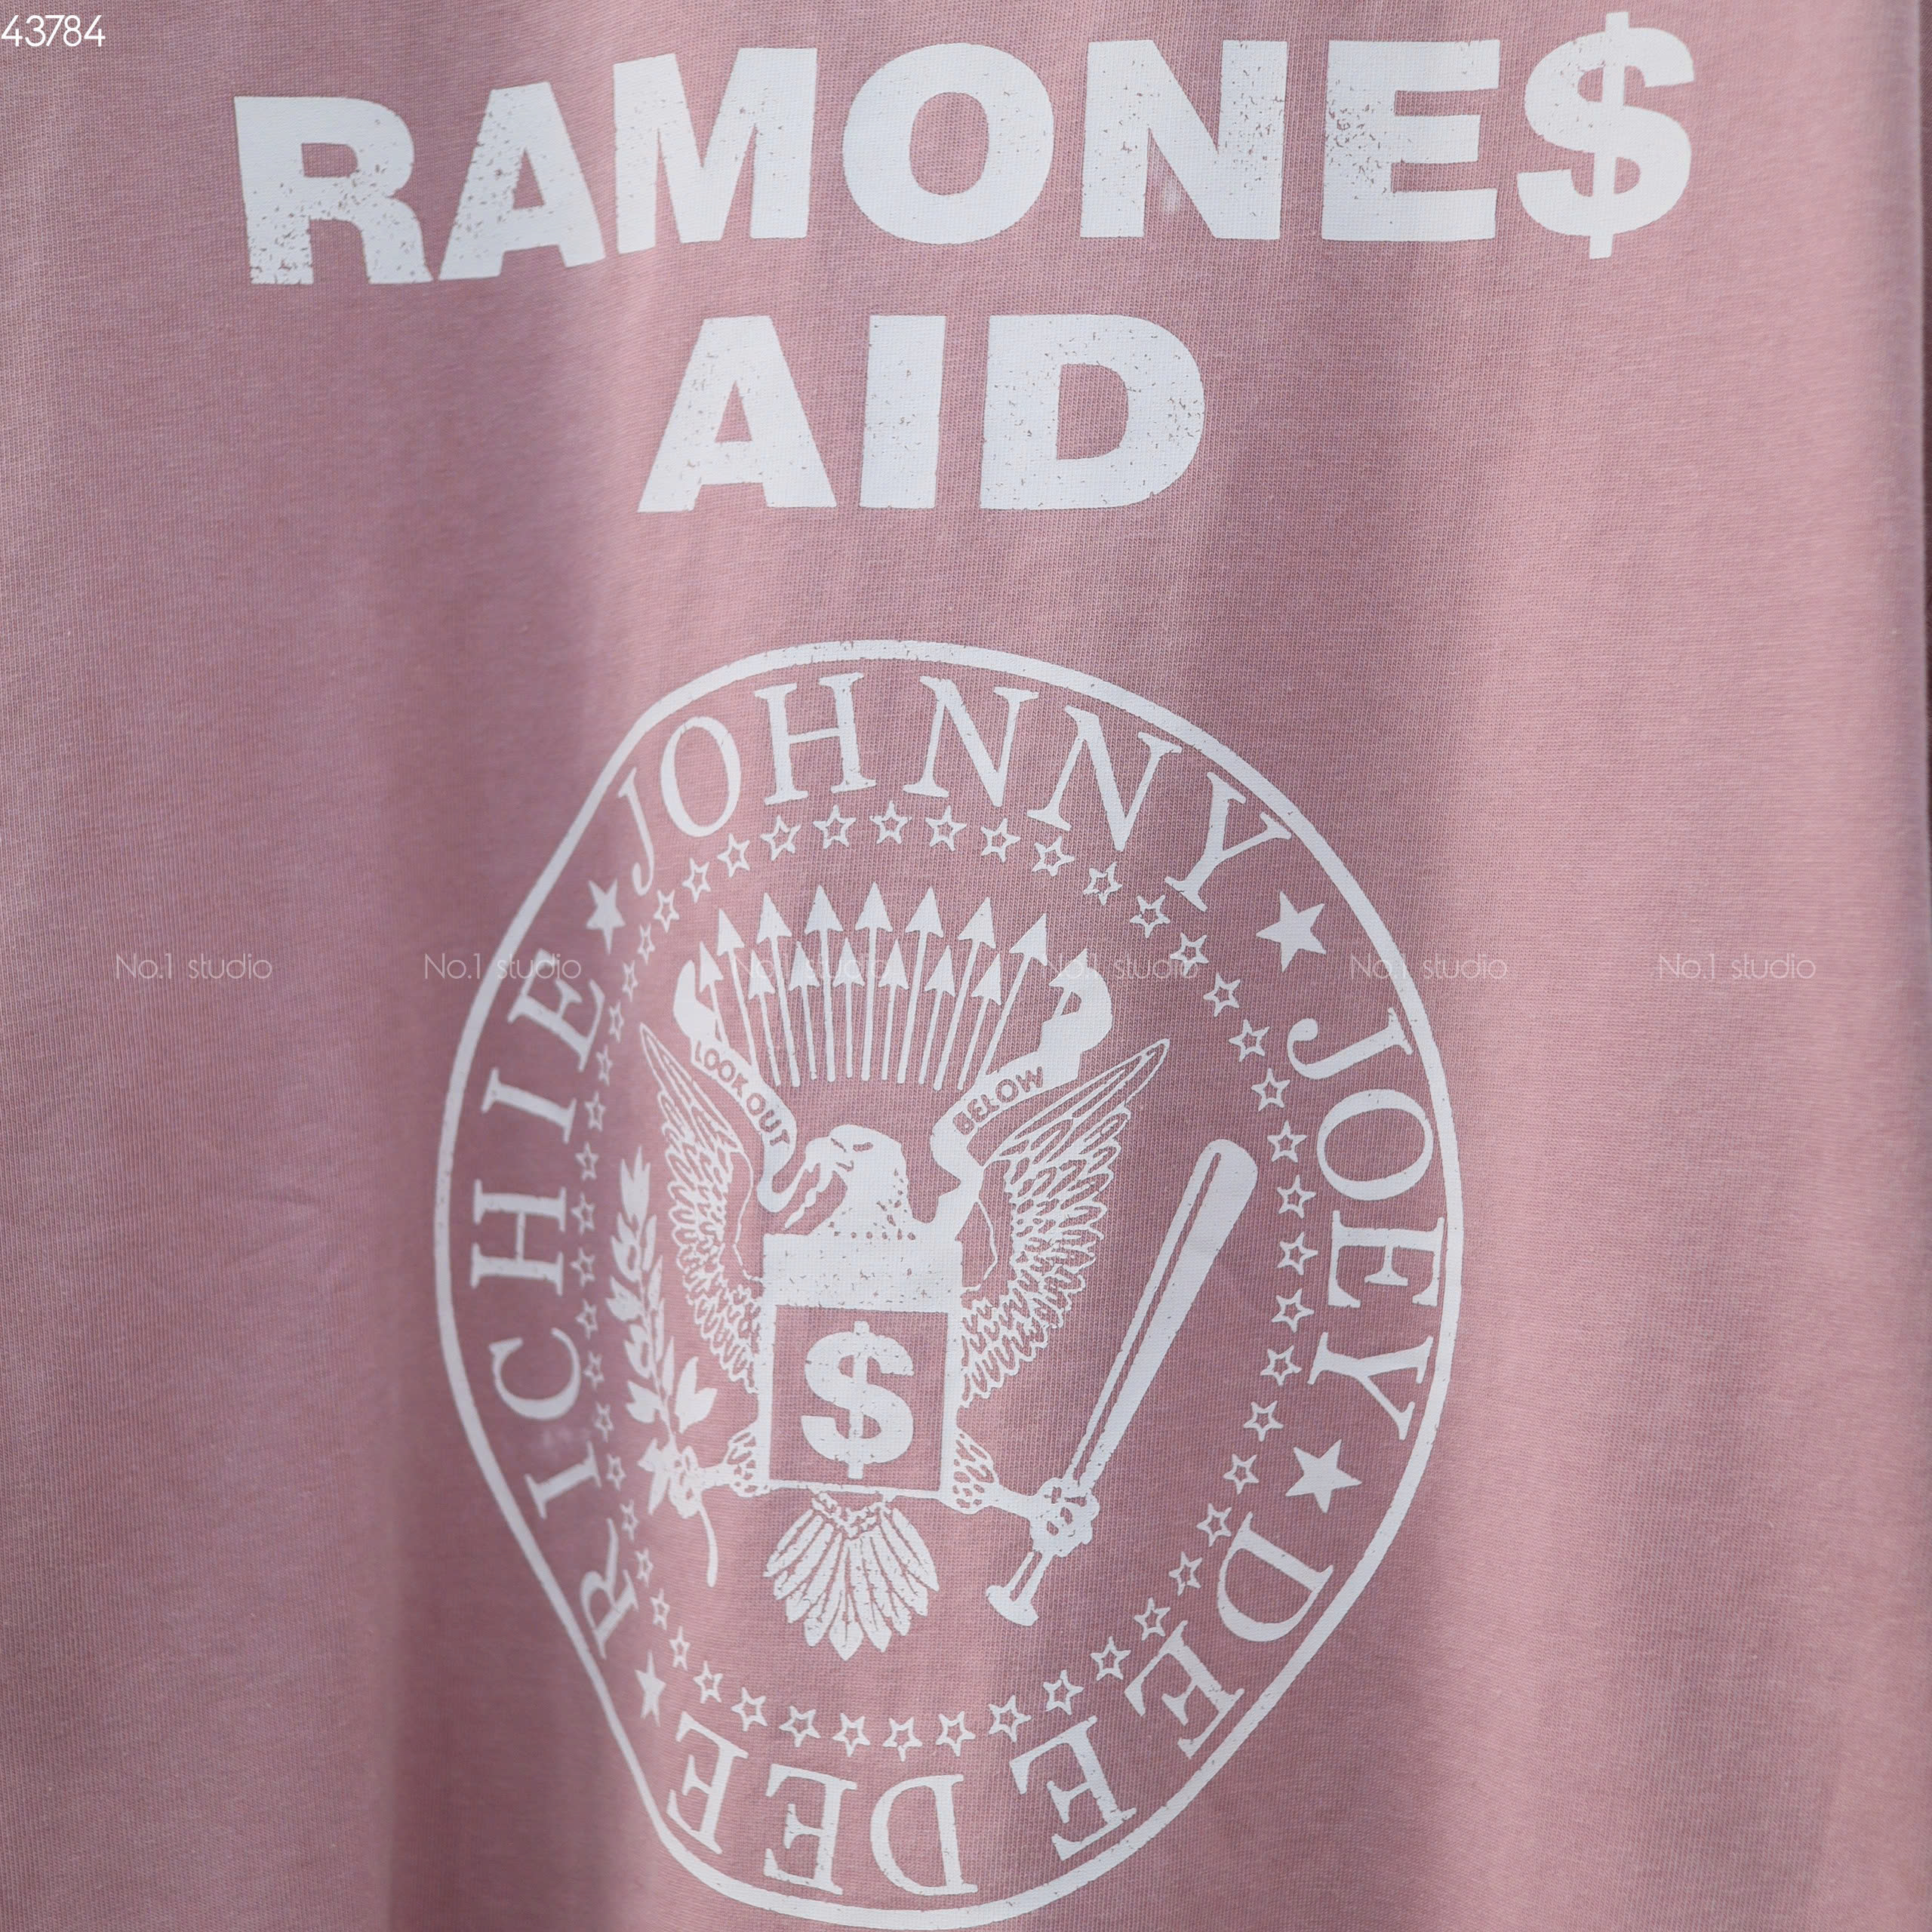 43784
RAMONE$
AID
JOHNNY ★ JOEY ★ DEE DEE ★ RICHIE ★
LOOK OUT BELOW
$
No.1 studio No.1 studio No.1 studio No.1 studio No.1 studio No.1 studio